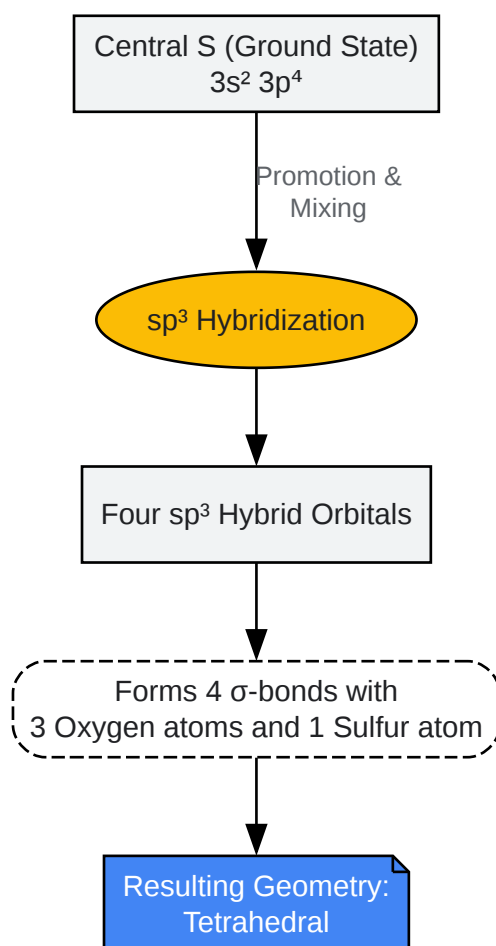 Central S (Ground State)
3s² 3p⁴
Promotion &
Mixing
sp³ Hybridization
Four sp³ Hybrid Orbitals
Forms 4 σ-bonds with
3 Oxygen atoms and 1 Sulfur atom
Resulting Geometry:
Tetrahedral